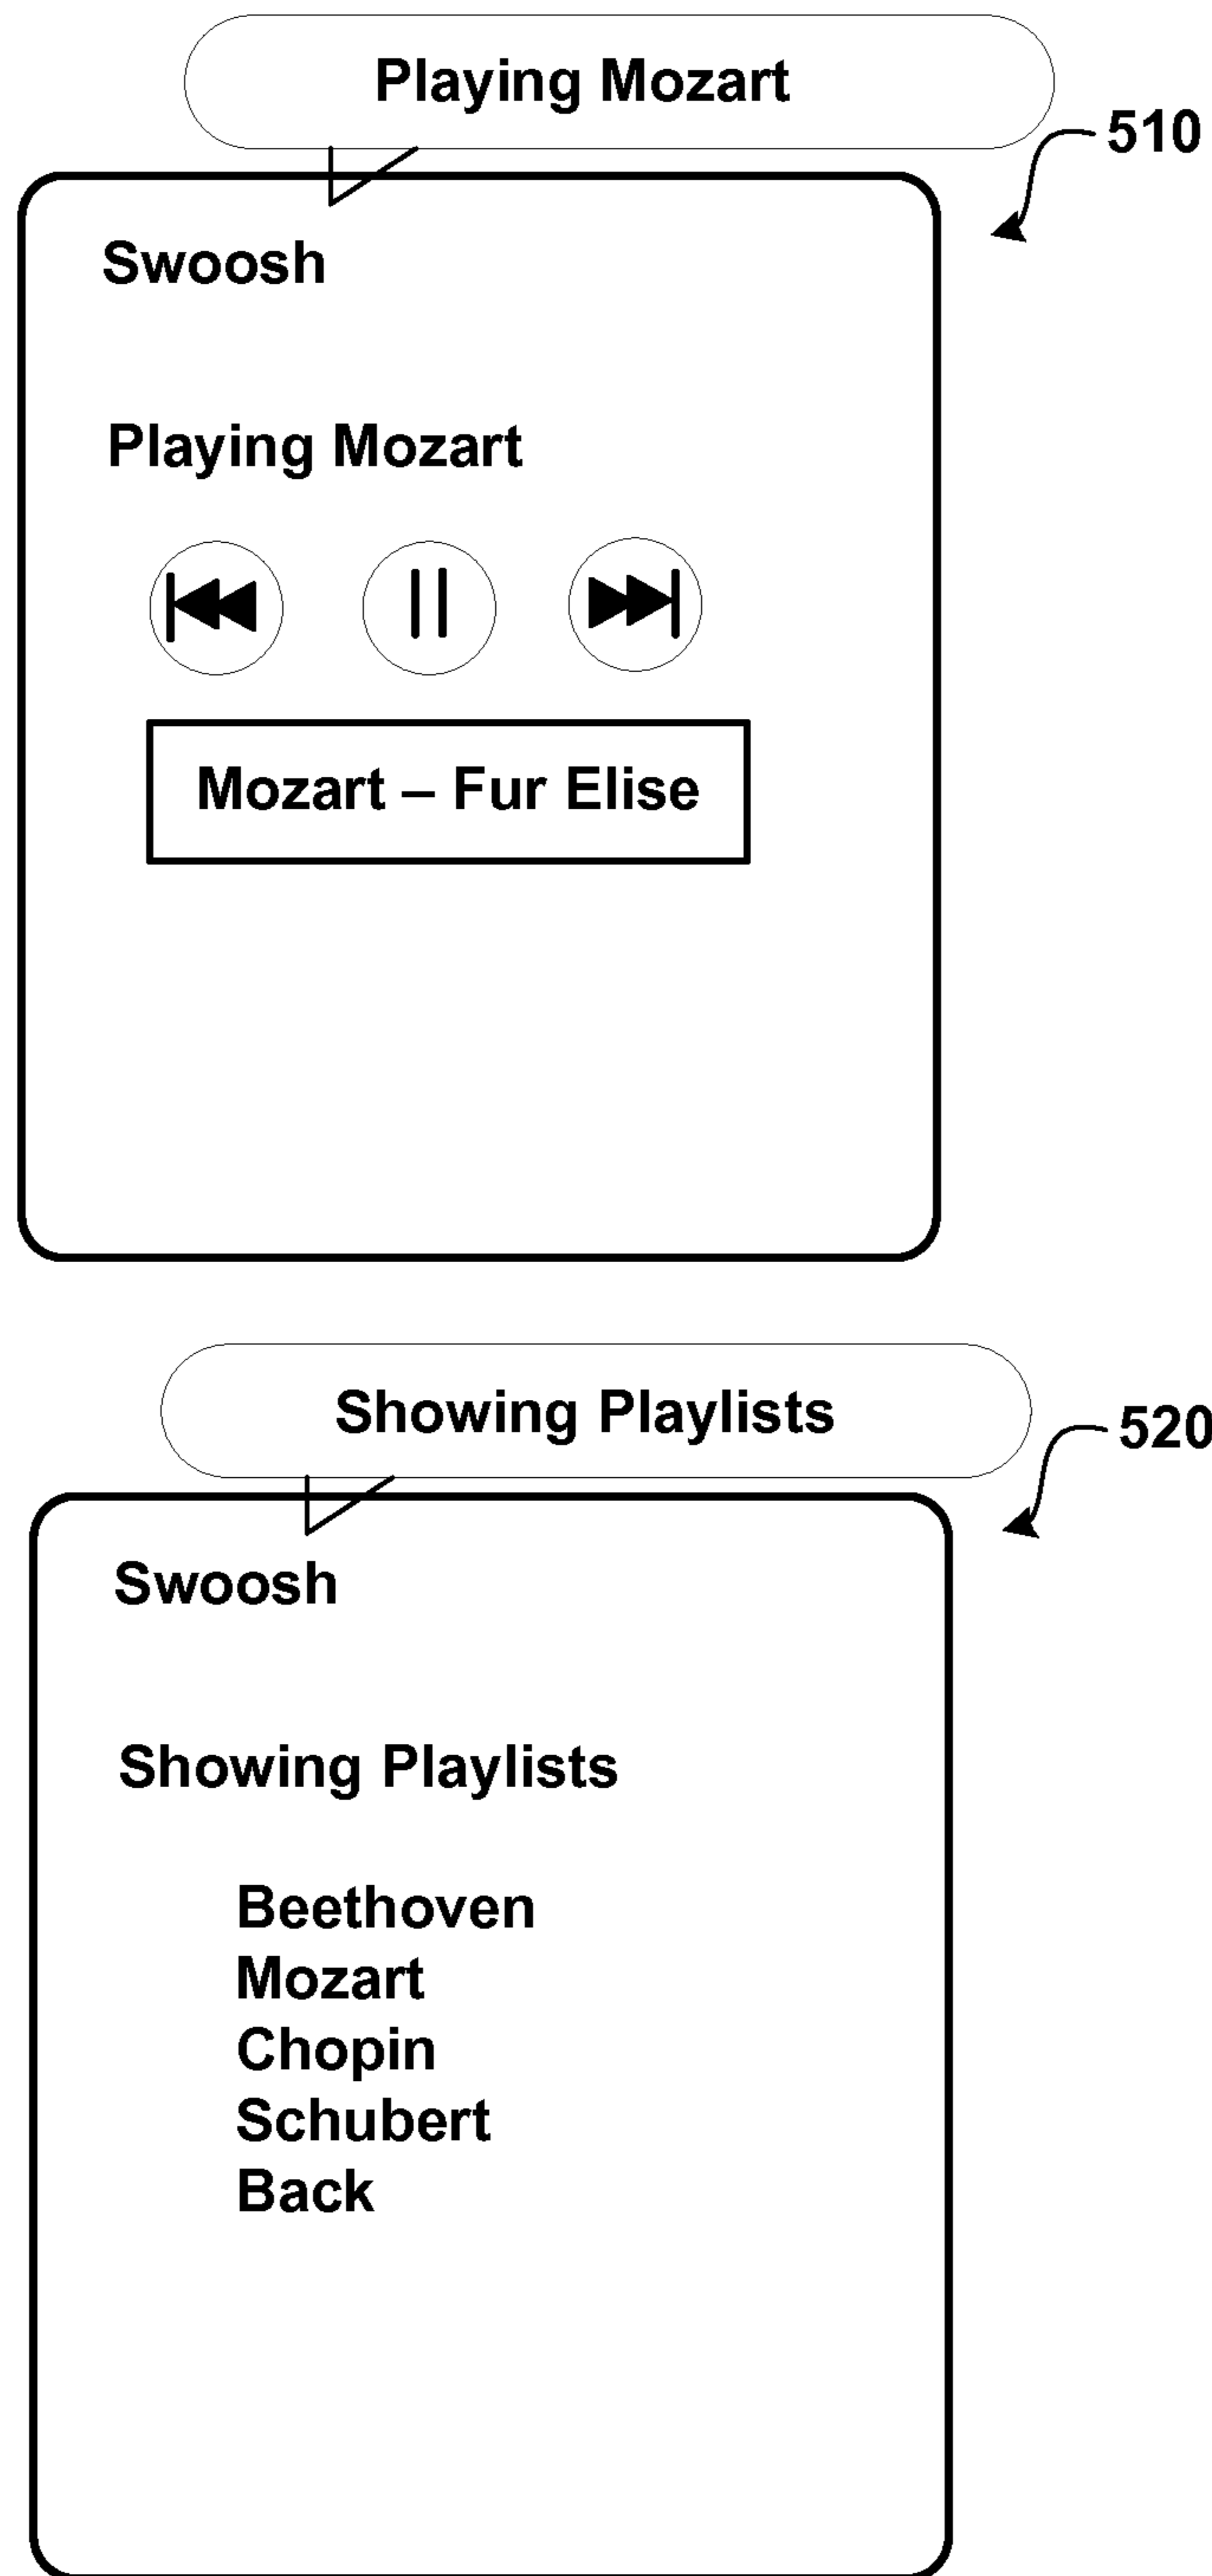 Playing Mozart
510
Swoosh
Playing Mozart
Mozart – Fur Elise
Showing Playlists
520
Swoosh
Showing Playlists
Beethoven
Mozart
Chopin
Schubert
Back